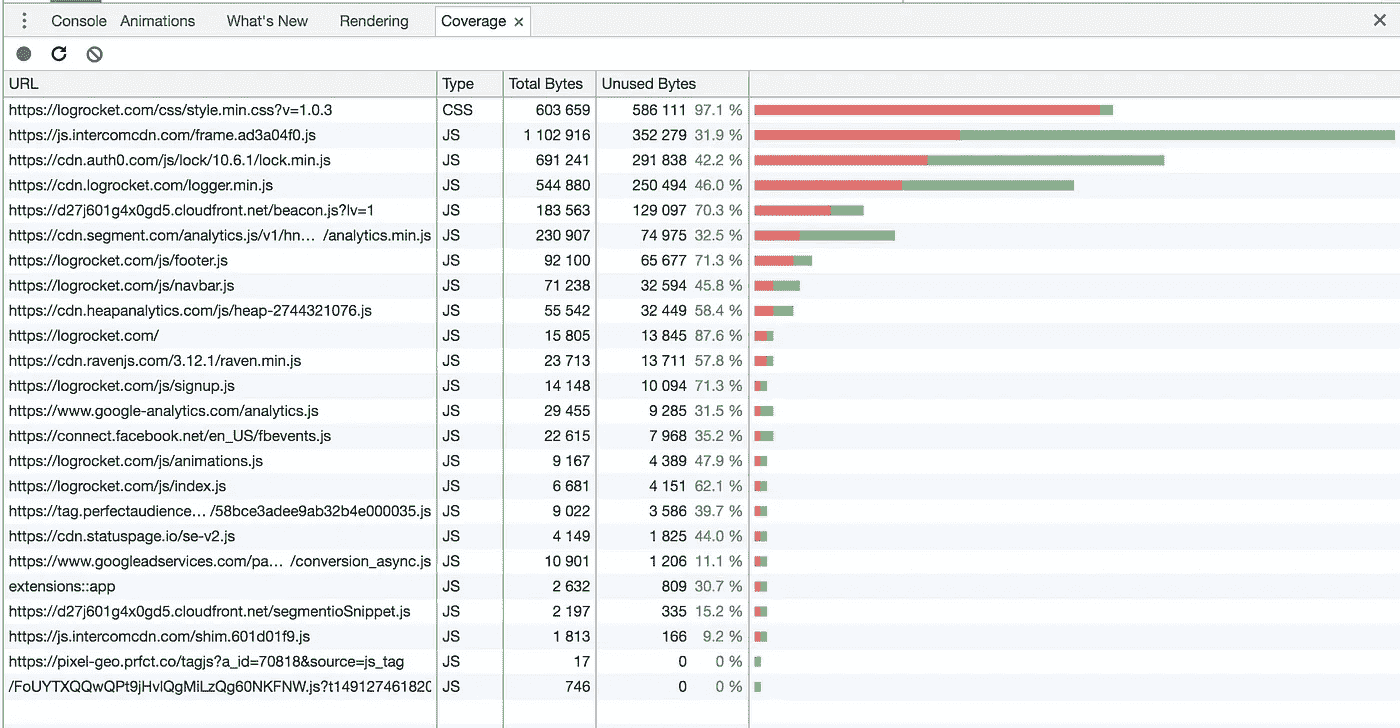 Console Animations What's New Rendering Coverage ×
URL Type Total Bytes Unused Bytes
https://logrocket.com/css/style.min.css?v=1.0.3 CSS 603 659 586 111 97.1 %
https://js.intercomcdn.com/frame.ad3a04f0.js JS 1 102 916 352 279 31.9 %
https://cdn.auth0.com/js/lock/10.6.1/lock.min.js JS 691 241 291 838 42.2 %
https://cdn.logrocket.com/logger.min.js JS 544 880 250 494 46.0 %
https://d27j601g4x0gd5.cloudfront.net/beacon.js?lv=1 JS 183 563 129 097 70.3 %
https://cdn.segment.com/analytics.js/v1/hn… /analytics.min.js JS 230 907 74 975 32.5 %
https://logrocket.com/js/footer.js JS 92 100 65 677 71.3 %
https://logrocket.com/js/navbar.js JS 71 238 32 594 45.8 %
https://cdn.heapanalytics.com/js/heap-2744321076.js JS 55 542 32 449 58.4 %
https://logrocket.com/ JS 15 805 13 845 87.6 %
https://cdn.ravenjs.com/3.12.1/raven.min.js JS 23 713 13 711 57.8 %
https://logrocket.com/js/signup.js JS 14 148 10 094 71.3 %
https://www.google-analytics.com/analytics.js JS 29 455 9 285 31.5 %
https://connect.facebook.net/en_US/fbevents.js JS 22 615 7 968 35.2 %
https://logrocket.com/js/animations.js JS 9 167 4 389 47.9 %
https://logrocket.com/js/index.js JS 6 681 4 151 62.1 %
https://tag.perfectaudience… /58bce3adee9ab32b4e000035.js JS 9 022 3 586 39.7 %
https://cdn.statuspage.io/se-v2.js JS 4 149 1 825 44.0 %
https://www.googleadservices.com/pa… /conversion_async.js JS 10 901 1 206 11.1 %
extensions::app JS 2 632 809 30.7 %
https://d27j601g4x0gd5.cloudfront.net/segmentioSnippet.js JS 2 197 335 15.2 %
https://js.intercomcdn.com/shim.601d01f9.js JS 1 813 166 9.2 %
https://pixel-geo.prfct.co/tagjs?a_id=70818&source=js_tag JS 17 0 0 %
/FoUYTXQQwQPt9jHvlQgMiLzQg60NKFNW.js?t149127461820 JS 746 0 0 %